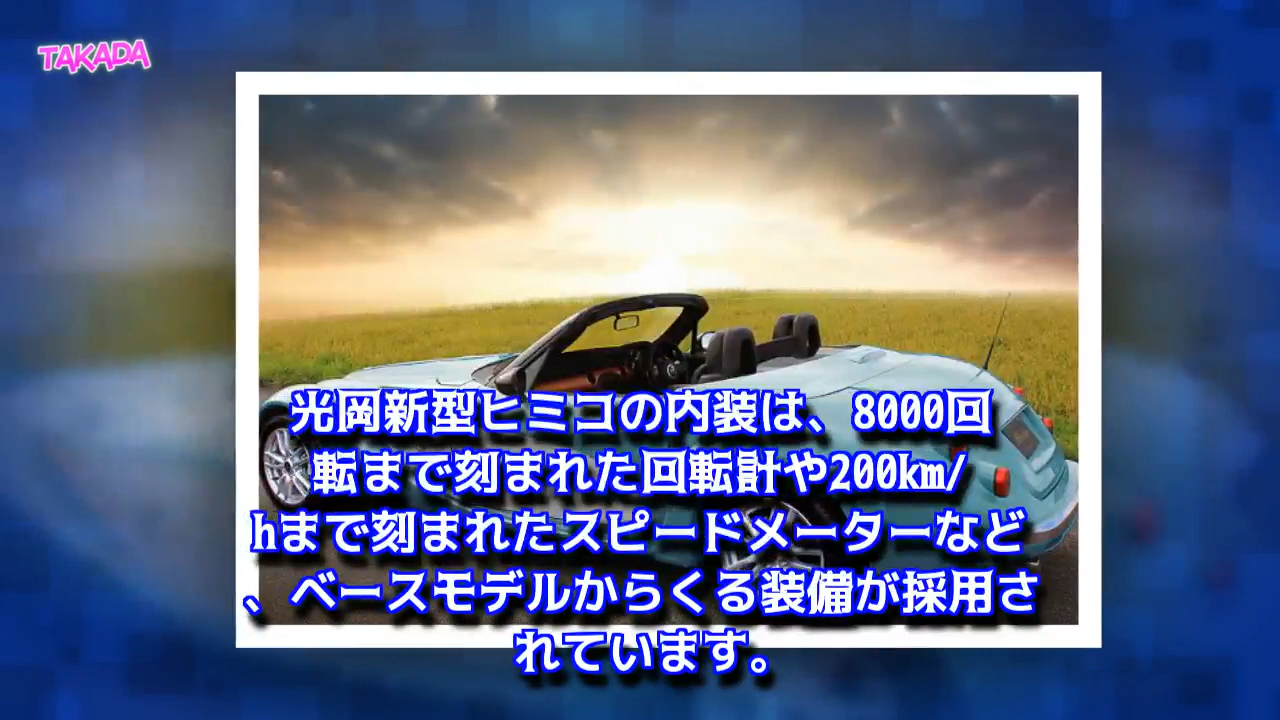 TAKADA
光岡新型ヒミコの内装は、8000回
転まで刻まれた回転計や200km/
hまで刻まれたスピードメーターなど
、ベースモデルからくる装備が採用さ
れています。